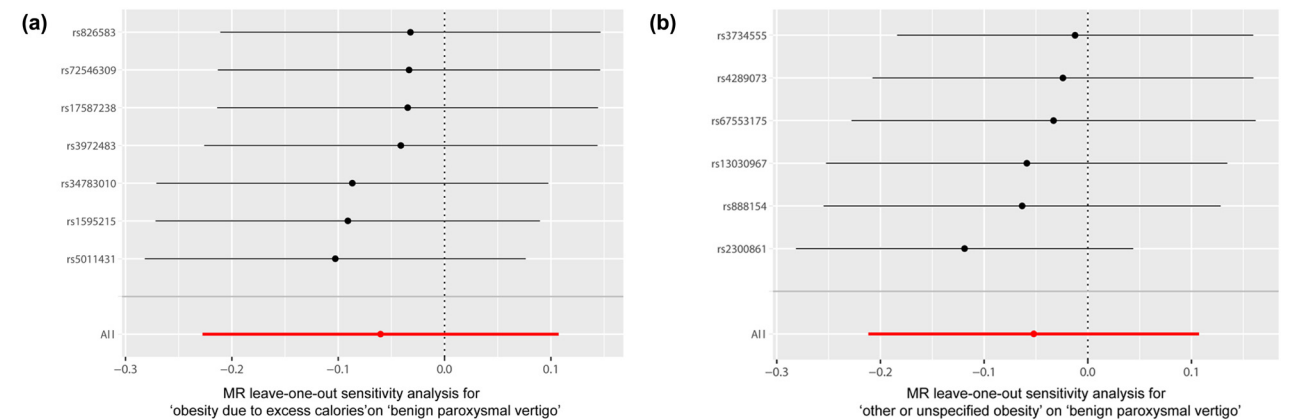 (a)
rs826583
rs72546309
rs17587238
rs3972483
rs34783010
rs1595215
rs5011431
All
−0.3 −0.2 −0.1 0.0 0.1
MR leave-one-out sensitivity analysis for
'obesity due to excess calories'on 'benign paroxysmal vertigo'
(b)
rs3734555
rs4289073
rs67553175
rs13030967
rs888154
rs2300861
All
−0.3 −0.2 −0.1 0.0 0.1
MR leave-one-out sensitivity analysis for
'other or unspecified obesity' on 'benign paroxysmal vertigo'